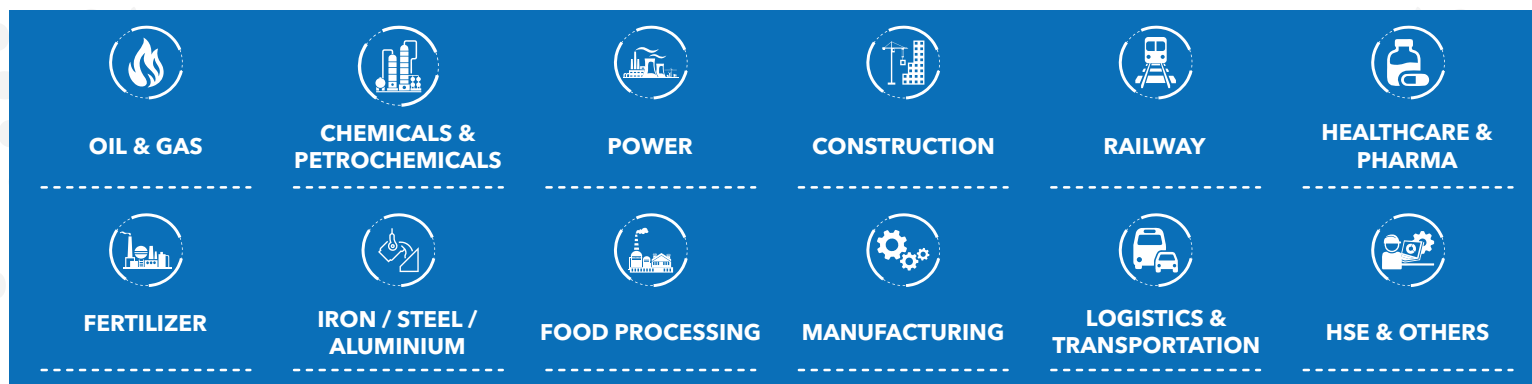 OIL & GAS
CHEMICALS &
PETROCHEMICALS
POWER
CONSTRUCTION
RAILWAY
HEALTHCARE &
PHARMA
FERTILIZER
IRON / STEEL /
ALUMINIUM
FOOD PROCESSING
MANUFACTURING
LOGISTICS &
TRANSPORTATION
HSE & OTHERS